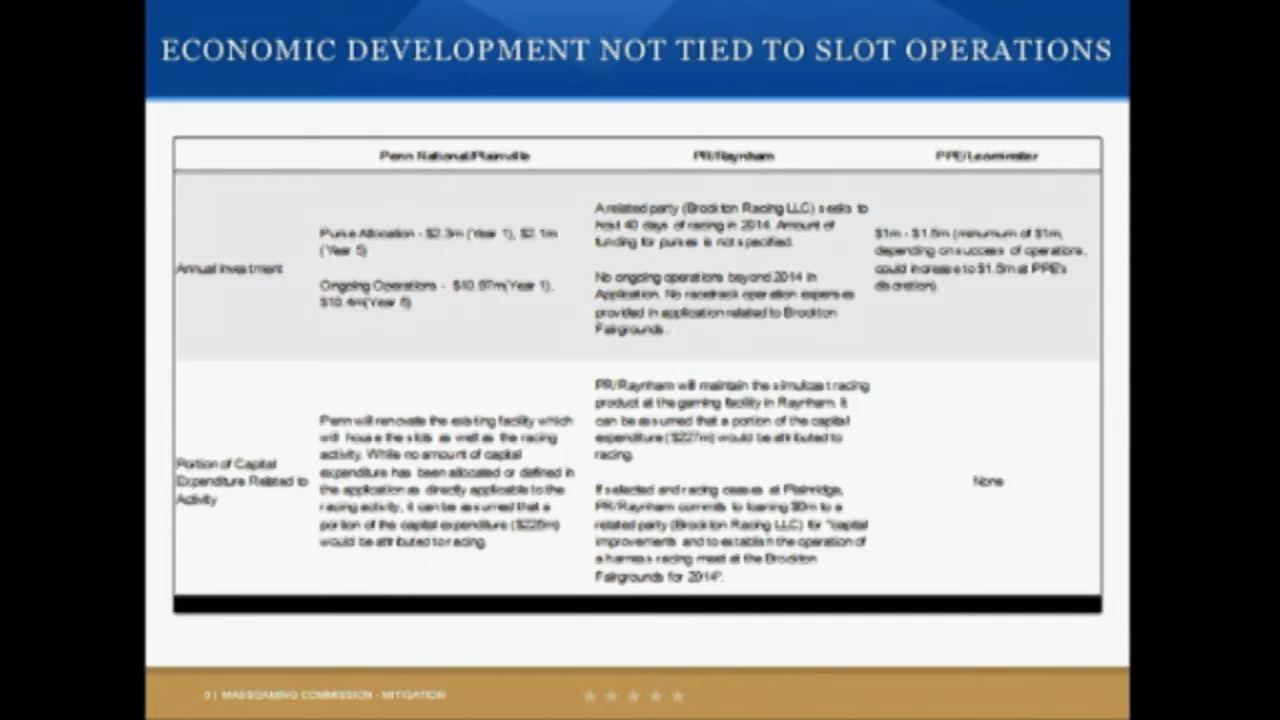 ECONOMIC DEVELOPMENT NOT TIED TO SLOT OPERATIONS
Penn National/Plainville
PR/Raynham
PPE/Leominster
Annual Investment
Purse Allocation - $2.3m (Year 1), $2.1m
(Year 5)
Ongoing Operations - (Year 1),
(Year 5)
A related party (Brockton Racing LLC) seeks to
host 40 days of racing in 2014. Amount of
funding for purses is not specified.
No ongoing operations beyond 2014 in
Application. No racetrack operation expenses
provided in application related to Brockton
Fairgrounds.
$1m - $1.5m (minumum of $1m,
depending on success of operations,
could increase to $1.5m at PPE's
discretion).
Portion of Capital
Expenditure Related to
Activity
Penn will renovate the existing facility which
will house the slots as well as the racing
activity. While no amount of capital
expenditure has been allocated or defined in
the application as directly applicable to the
racing activity, it can be assumed that a
portion of the capital expenditure
would be attributed to racing.
PR/Raynham will maintain the simulcast racing
product at the gaming facility in Raynham. It
can be assumed that a portion of the capital
expenditure ($227m) would be attributed to
racing.
If selected and racing ceases at Plainridge,
PR/Raynham commits to loaning to a
related party (Brockton Racing LLC) for "capital
improvements and to establish the operation of
a harness racing meet at the Brockton
Fairgrounds for 2014".
None
| MASSGAMING COMMISSION - MITIGATION